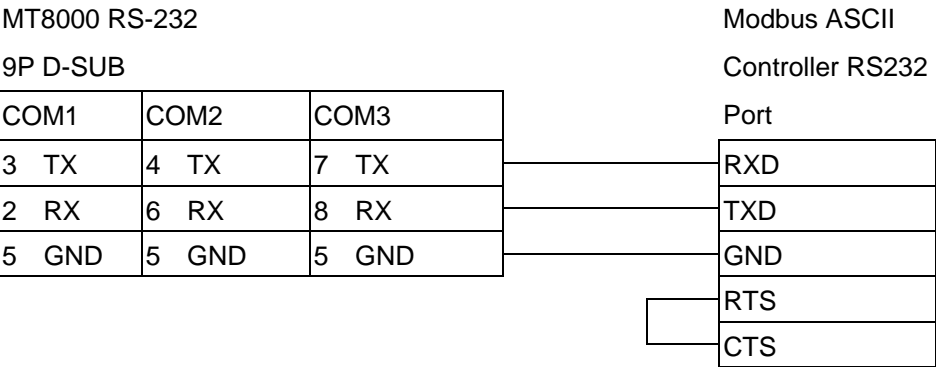 MT8000 RS-232
9P D-SUB
COM1 COM2 COM3
3 TX 4 TX 7 TX
2 RX 6 RX 8 RX
5 GND 5 GND 5 GND
Modbus ASCII
Controller RS232
Port
RXD
TXD
GND
RTS
CTS